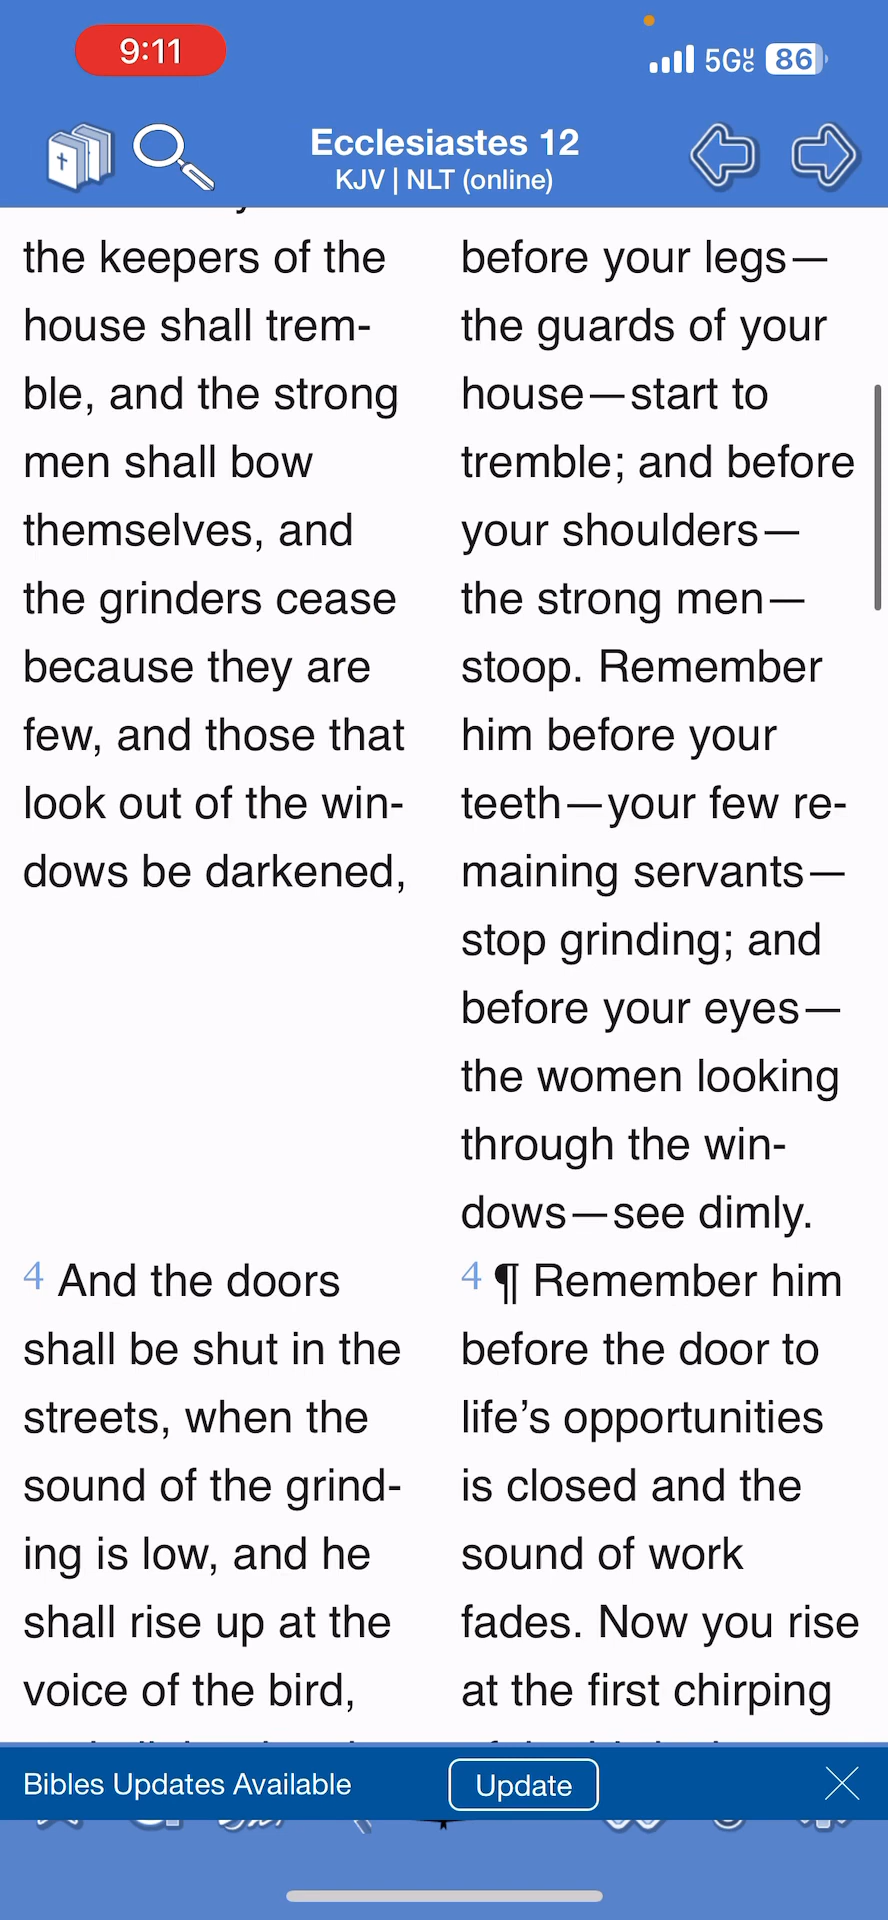 9:11
5G UC 86
Ecclesiastes 12
KJV | NLT (online)
the keepers of the
house shall trem-
ble, and the strong
men shall bow
themselves, and
the grinders cease
because they are
few, and those that
look out of the win-
dows be darkened,
4 And the doors
shall be shut in the
streets, when the
sound of the grind-
ing is low, and he
shall rise up at the
voice of the bird,
before your legs—
the guards of your
house—start to
tremble; and before
your shoulders—
the strong men—
stoop. Remember
him before your
teeth—your few re-
maining servants—
stop grinding; and
before your eyes—
the women looking
through the win-
dows—see dimly.
4 ¶ Remember him
before the door to
life’s opportunities
is closed and the
sound of work
fades. Now you rise
at the first chirping
Bibles Updates Available
Update